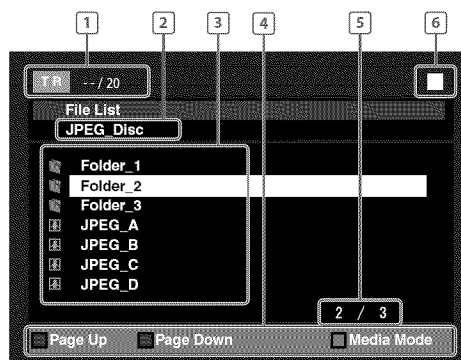 1 2 3 4 5 6
TR --/20
File List
JPEG_Disc
Folder_1
Folder_2
Folder_3
JPEG_A
JPEG_B
JPEG_C
JPEG_D
2 / 3
Page Up Page Down Media Mode